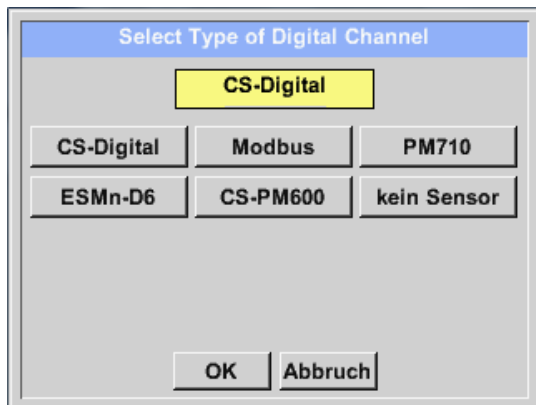 Select Type of Digital Channel
CS-Digital
CS-Digital Modbus PM710
ESMn-D6 CS-PM600 kein Sensor
OK Abbruch